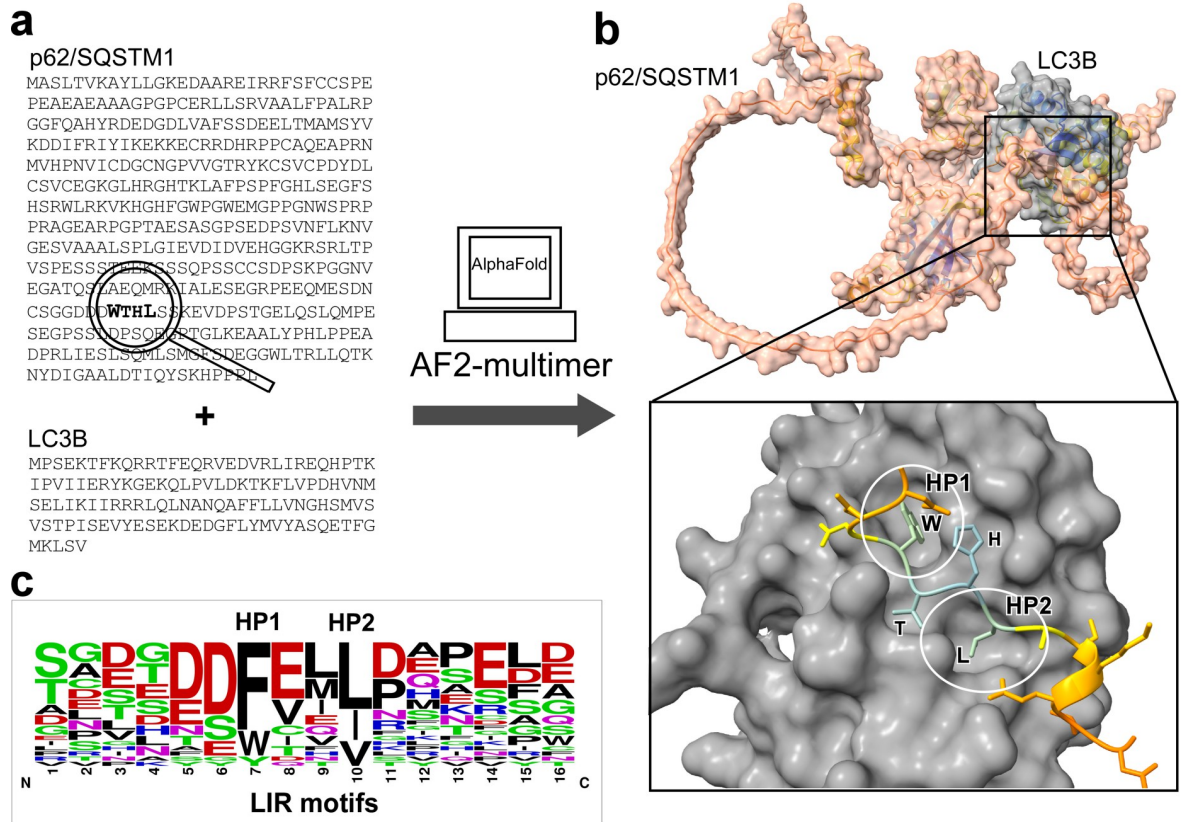 a
p62/SQSTM1
MASLTVKAYLLGKEDAAREIRRFSFCCSPE
PEAEAEAAAGPGPCERLLSRVAALFPALRP
GGFQAHYRDEDGDLVAFSSDEELTMAMSYV
KDDIFRIYIKEKKECRRDHRPPCAQEAPRN
MVHPNVICDGCNGPVVGTRYKCSVCPDYDL
CSVCEGKGLHRGHTKLAFPSPFGHLSEGFS
HSRWLRKVKHGHFGWPGWEMGPPGNWSPRP
PRAGEARPGPTAESASGPSEDPSVNFLKNV
GESVAAALSPLGIEVDIDVEHGGKRSRLTP
VSPESSSTEEKSSSQPSSCCSDPSKPGGNV
EGATQSLAEQMRKIALESEGRPEEQMESDN
CSGGDDDWTHLSSKEVDPSTGELQSLQMPE
SEGPSSLDPSQEGPTGLKEAALYPHLPPEA
DPRLIESLSQMLSMGFSDEGGWLTRLLQTK
NYDIGAALDTIQYSKHPPPL
+
LC3B
MPSEKTFKQRRTFEQRVEDVRLIREQHPTK
IPVIIERYKGEKQLPVLDKTKFLVPDHVNM
SELIKIIRRRLQLNANQAFFLLVNGHSMVS
VSTPISEVYESEKDEDGFLYMVYASQETFG
MKLSV
AlphaFold
AF2-multimer
b
p62/SQSTM1
LC3B
HP1
W
H
HP2
T
L
c
HP1 HP2
S G D G D D F E L L D A P E L D
N 1 2 3 4 5 6 7 8 9 10 11 12 13 14 15 16 C
LIR motifs